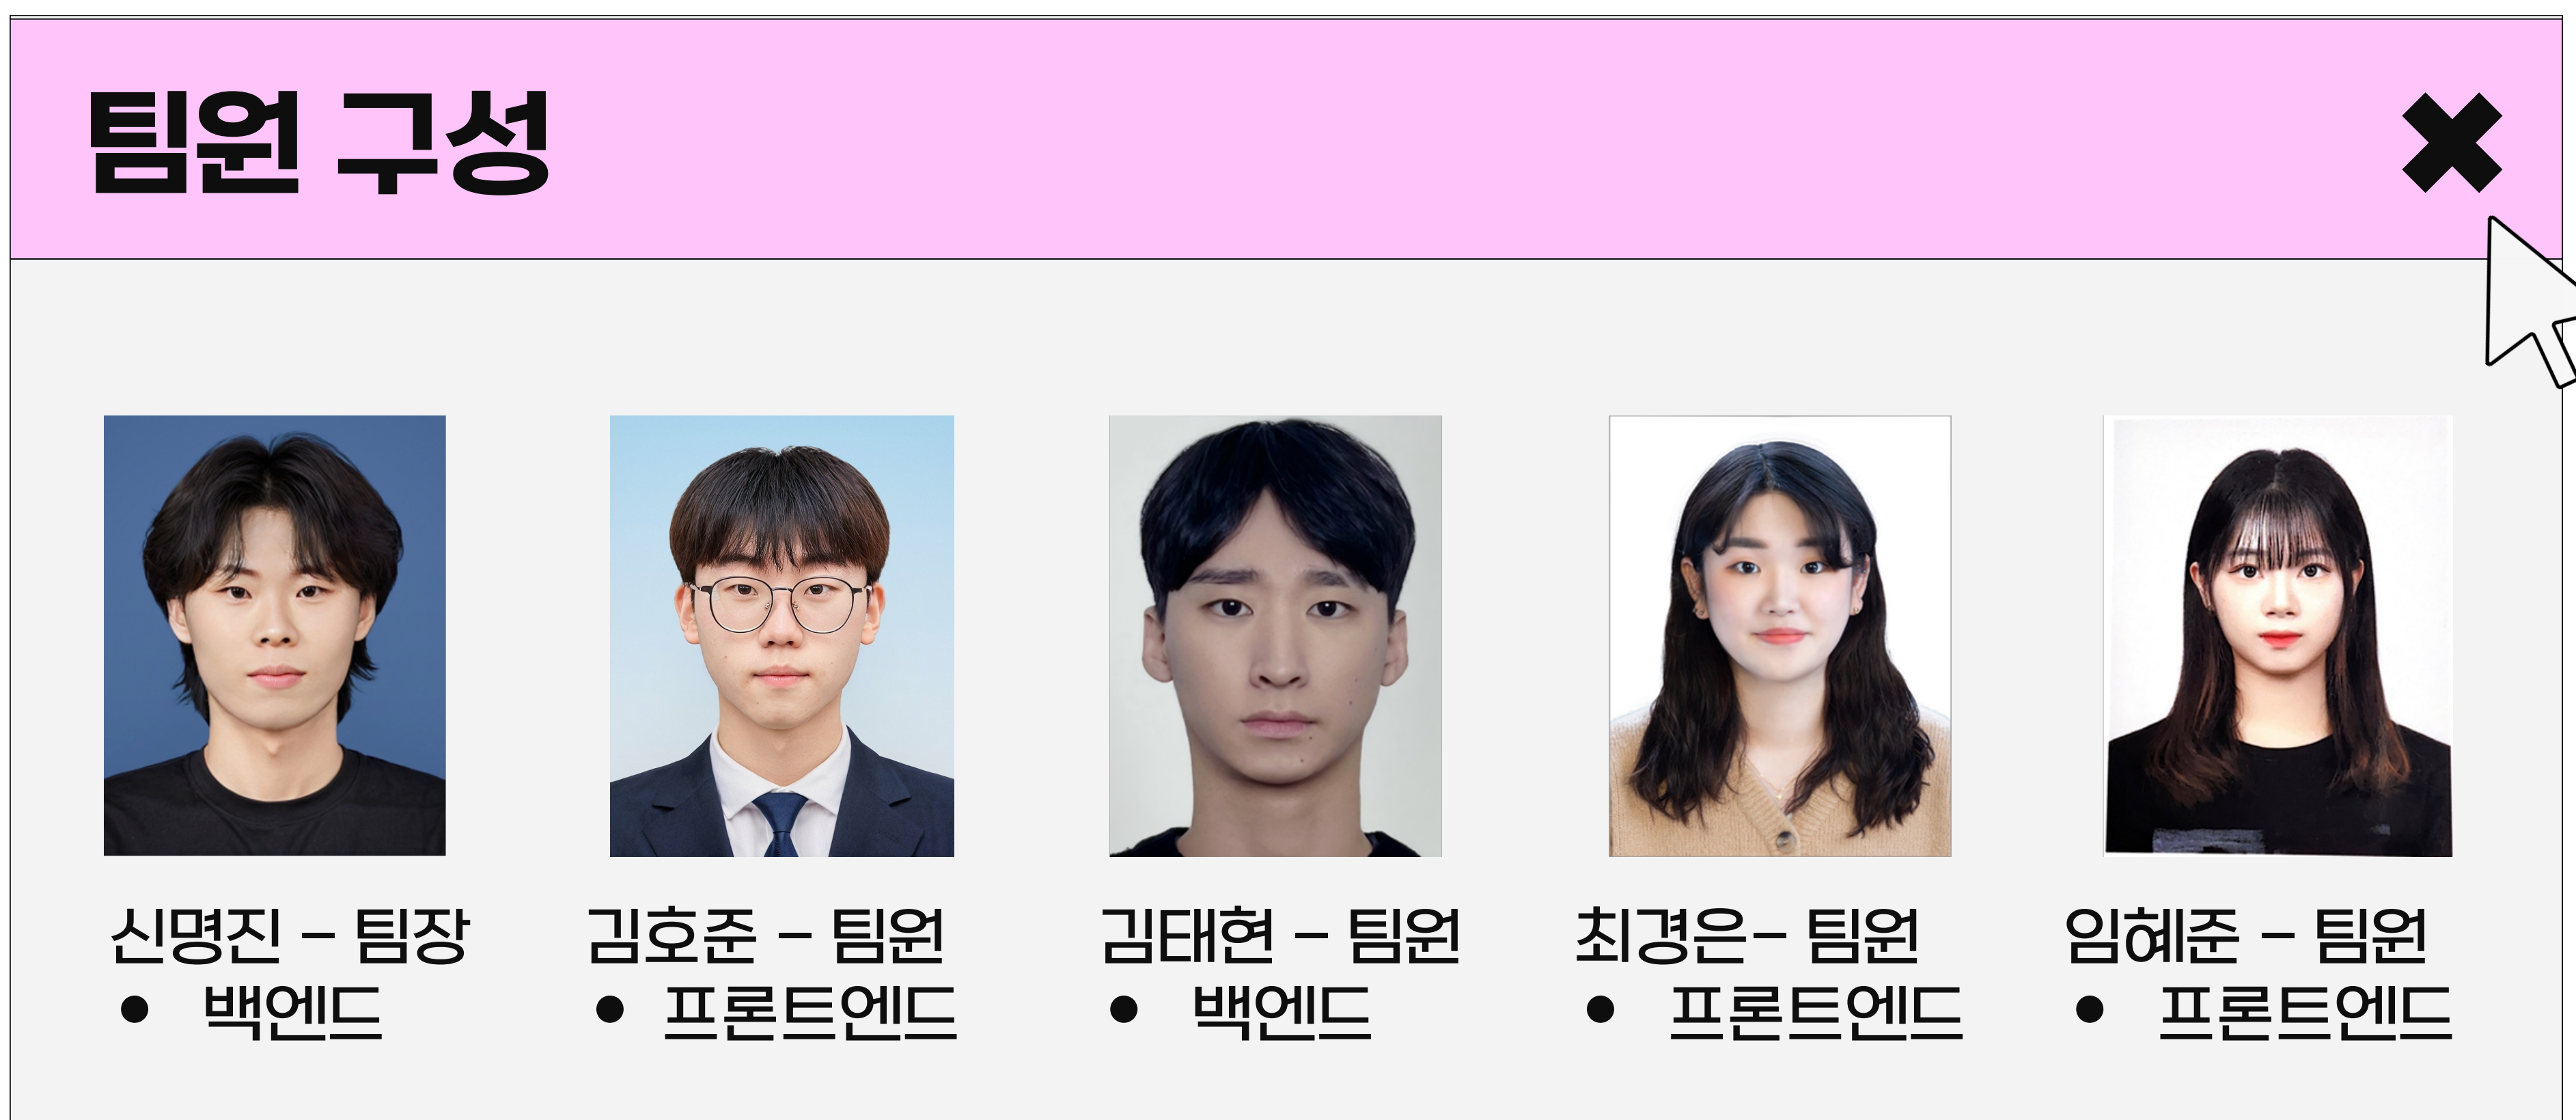 팀원 구성
신명진 - 팀장
• 백엔드
김호준 - 팀원
• 프론트엔드
김태현 - 팀원
• 백엔드
최경은- 팀원
• 프론트엔드
임혜준 - 팀원
• 프론트엔드